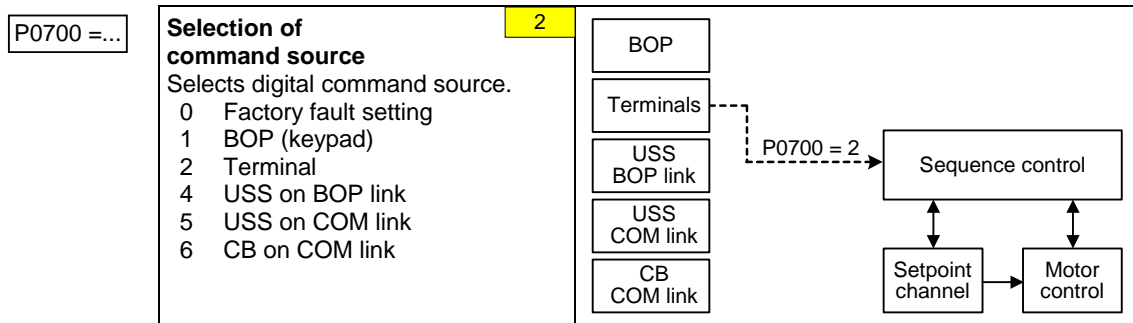 P0700 =...
Selection of
command source
2
Selects digital command source.
0 Factory fault setting
1 BOP (keypad)
2 Terminal
4 USS on BOP link
5 USS on COM link
6 CB on COM link
BOP
Terminals
USS
BOP link
USS
COM link
CB
COM link
P0700 = 2
Sequence control
Setpoint
channel
Motor
control